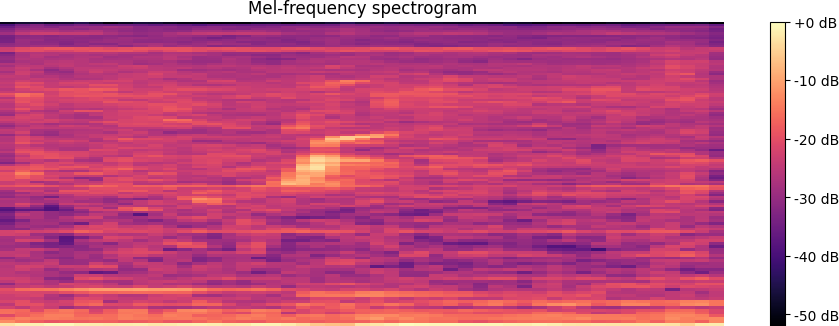 Mel-frequency spectrogram
+0 dB
-10 dB
-20 dB
-30 dB
-40 dB
-50 dB